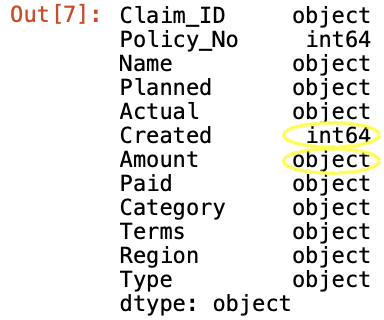 Out[7]: Claim_ID object
Policy_No int64
Name object
Planned object
Actual object
Created int64
Amount object
Paid object
Category object
Terms object
Region object
Type object
dtype: object